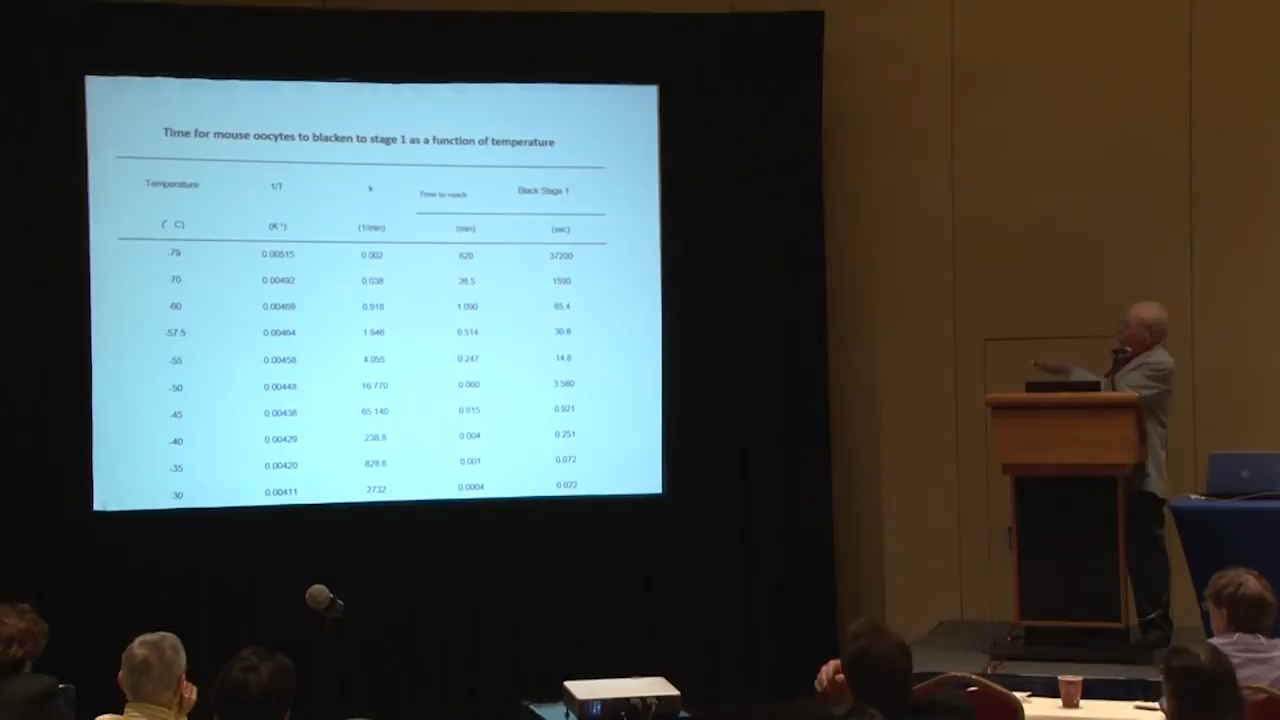 Time for mouse oocytes to blacken to stage 1 as a function of temperature
Temperature 1/T k Time to reach Black Stage 1
(° C) (K⁻¹) (1/min) (min) (sec)
-79 0.00515 0.002 620 37200
-70 0.00492 0.038 26.5 1590
-60 0.00469 0.918 1.090 65.4
-57.5 0.00464 1.946 0.514 30.8
-55 0.00458 4.055 0.247 14.8
-50 0.00448 16.770 0.060 3.580
-45 0.00438 65.140 0.015 0.921
-40 0.00429 238.8 0.004 0.251
-35 0.00420 828.6 0.001 0.072
-30 0.00411 2732 0.0004 0.022